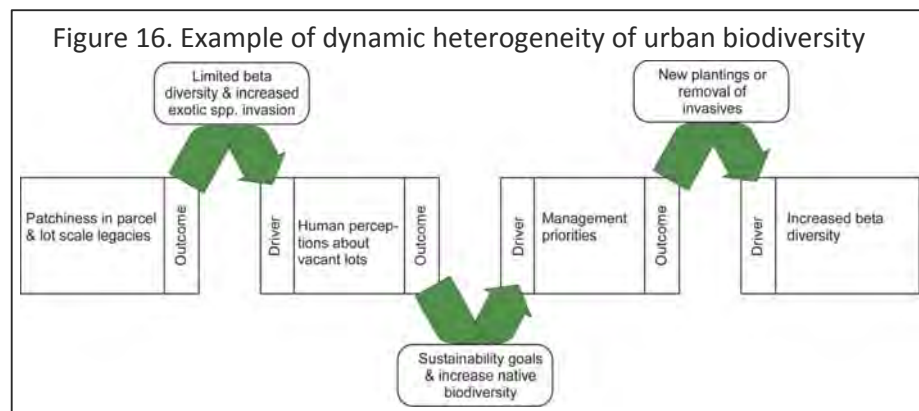 Figure 16. Example of dynamic heterogeneity of urban biodiversity
Limited beta
diversity & increased
exotic spp. invasion
New plantings or
removal of
invasives
Patchiness in parcel
& lot scale legacies
Outcome
Driver
Human percep-
tions about
vacant lots
Outcome
Driver
Management
priorities
Outcome
Driver
Increased beta
diversity
Sustainability goals
& increase native
biodiversity